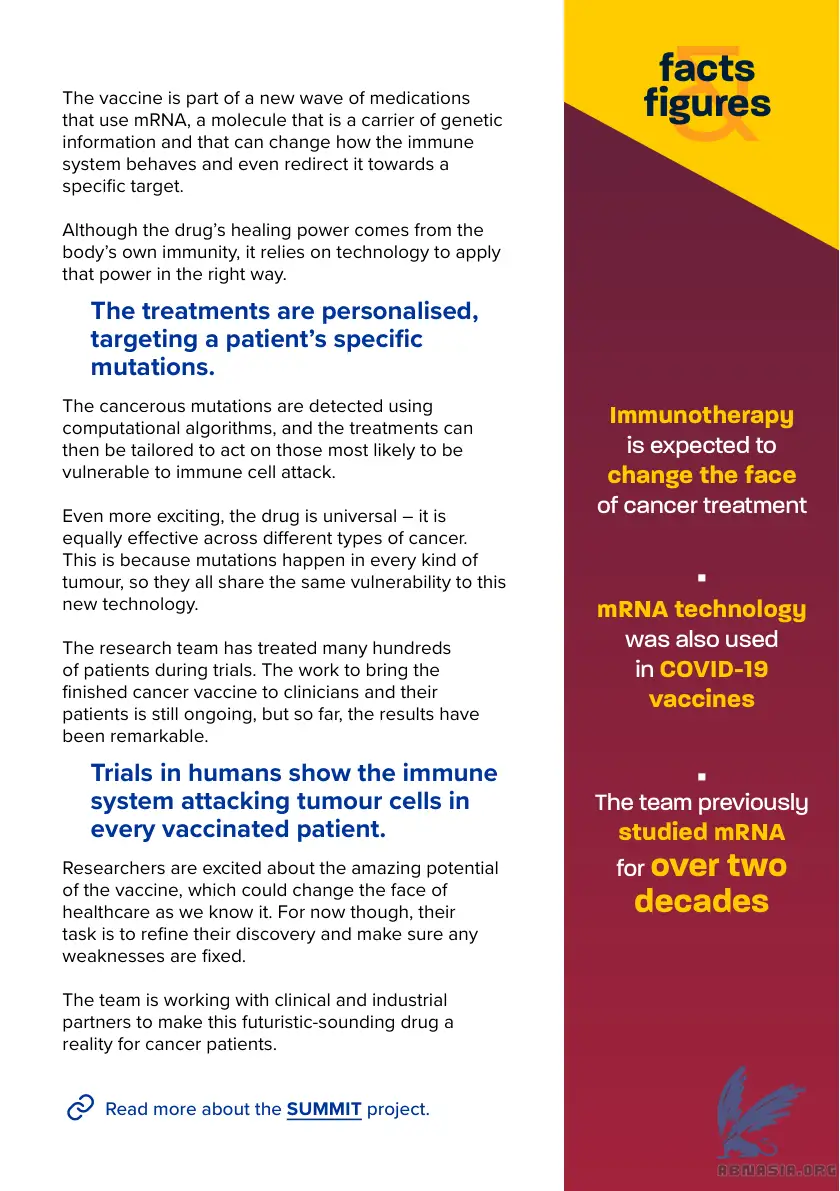 The vaccine is part of a new wave of medications
that use mRNA, a molecule that is a carrier of genetic
information and that can change how the immune
system behaves and even redirect it towards a
specific target.
Although the drug’s healing power comes from the
body’s own immunity, it relies on technology to apply
that power in the right way.
The treatments are personalised,
targeting a patient’s specific
mutations.
The cancerous mutations are detected using
computational algorithms, and the treatments can
then be tailored to act on those most likely to be
vulnerable to immune cell attack.
Even more exciting, the drug is universal – it is
equally effective across different types of cancer.
This is because mutations happen in every kind of
tumour, so they all share the same vulnerability to this
new technology.
The research team has treated many hundreds
of patients during trials. The work to bring the
finished cancer vaccine to clinicians and their
patients is still ongoing, but so far, the results have
been remarkable.
Trials in humans show the immune
system attacking tumour cells in
every vaccinated patient.
Researchers are excited about the amazing potential
of the vaccine, which could change the face of
healthcare as we know it. For now though, their
task is to refine their discovery and make sure any
weaknesses are fixed.
The team is working with clinical and industrial
partners to make this futuristic-sounding drug a
reality for cancer patients.
Read more about the SUMMIT project.
facts
&
figures
Immunotherapy
is expected to
change the face
of cancer treatment
mRNA technology
was also used
in COVID-19
vaccines
The team previously
studied mRNA
for over two
decades
ABNASIA.ORG